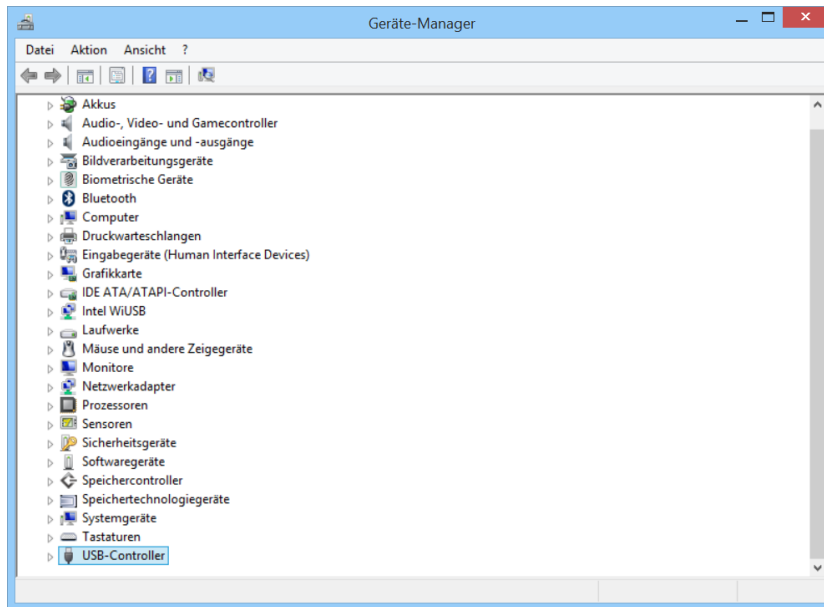 Geräte-Manager
Datei Aktion Ansicht ?
Akkus
Audio-, Video- und Gamecontroller
Audioeingänge und -ausgänge
Bildverarbeitungsgeräte
Biometrische Geräte
Bluetooth
Computer
Druckwarteschlangen
Eingabegeräte (Human Interface Devices)
Grafikkarte
IDE ATA/ATAPI-Controller
Intel WiUSB
Laufwerke
Mäuse und andere Zeigegeräte
Monitore
Netzwerkadapter
Prozessoren
Sensoren
Sicherheitsgeräte
Softwaregeräte
Speichercontroller
Speichertechnologiegeräte
Systemgeräte
Tastaturen
USB-Controller